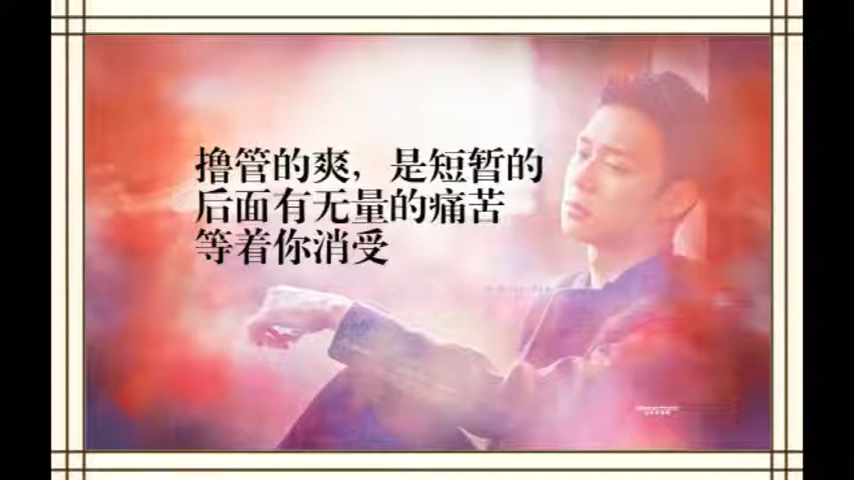 撸管的爽，是短暂的
后面有无量的痛苦
等着你消受